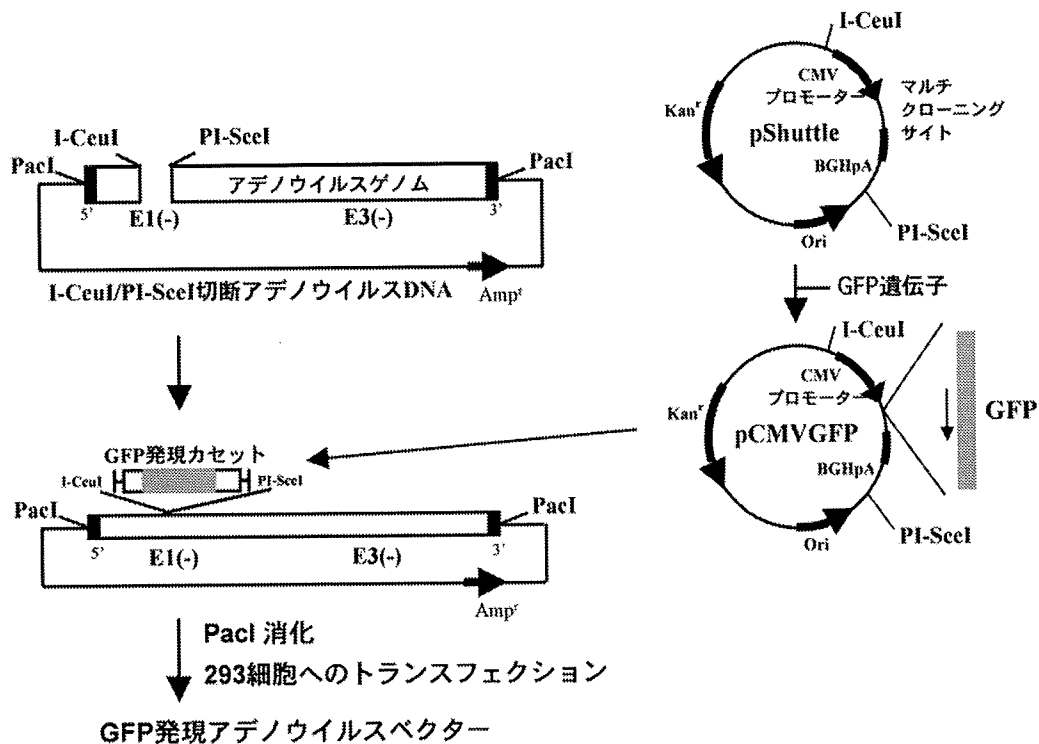 I-CeuI
CMV
プロモーター
マルチ
クローニング
サイト
Kanʳ
pShuttle
BGHpA
PI-SceI
Ori
I-CeuI
PI-SceI
PacI
PacI
アデノウイルスゲノム
5'
3'
E1(-)
E3(-)
I-CeuI/PI-SceI切断アデノウイルスDNA
Ampʳ
GFP遺伝子
I-CeuI
CMV
プロモーター
Kanʳ
pCMVGFP
GFP
BGHpA
PI-SceI
Ori
GFP発現カセット
I-CeuI
PI-SceI
PacI
PacI
5'
3'
E1(-)
E3(-)
Ampʳ
PacI 消化
293細胞へのトランスフェクション
GFP発現アデノウイルスベクター